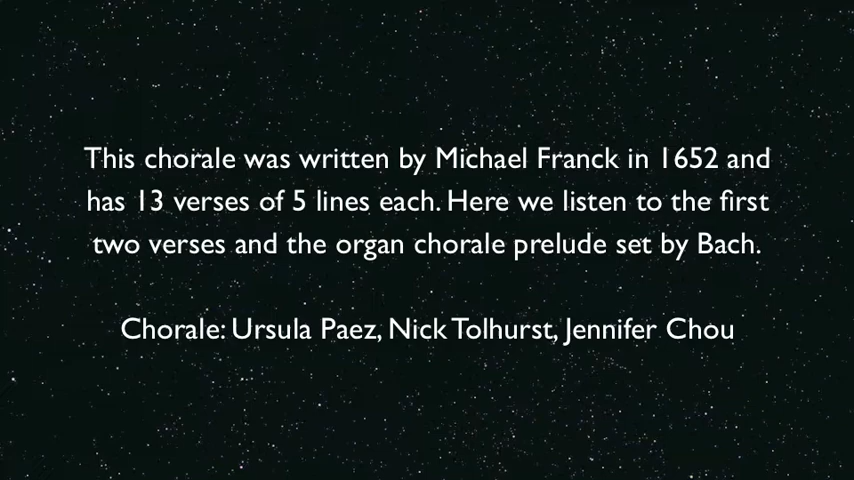 This chorale was written by Michael Franck in 1652 and
has 13 verses of 5 lines each. Here we listen to the first
two verses and the organ chorale prelude set by Bach.
Chorale: Ursula Paez, Nick Tolhurst, Jennifer Chou